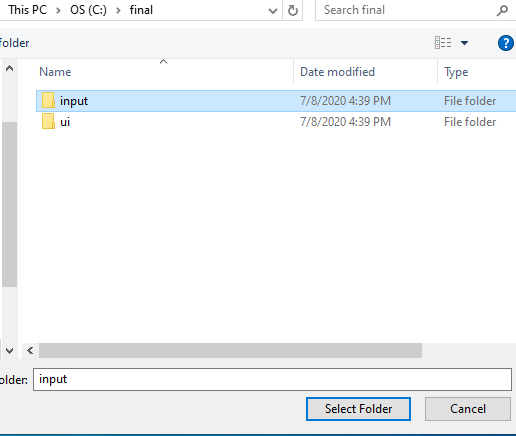 This PC > OS (C:) > final
Search final
folder
?
Name Date modified Type
input 7/8/2020 4:39 PM File folder
ui 7/8/2020 4:39 PM File folder
older: input
Select Folder Cancel